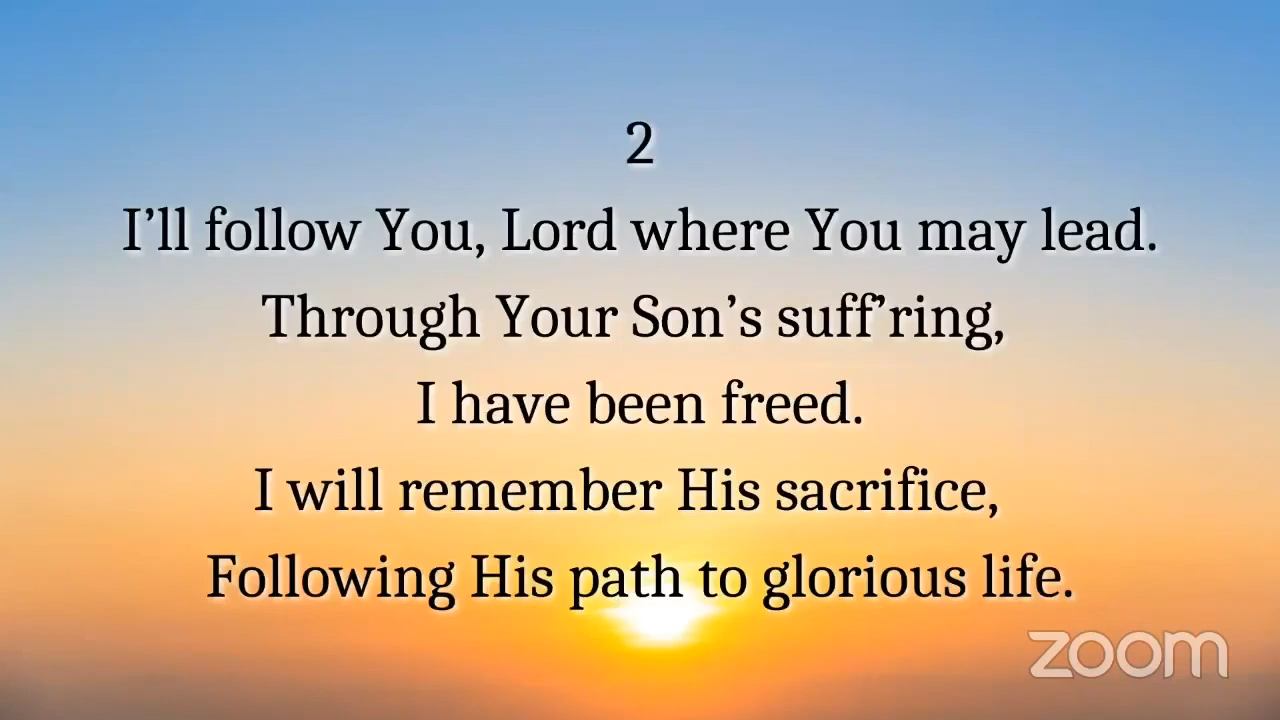 2
I’ll follow You, Lord where You may lead.
Through Your Son’s suff’ring,
I have been freed.
I will remember His sacrifice,
Following His path to glorious life.
zoom